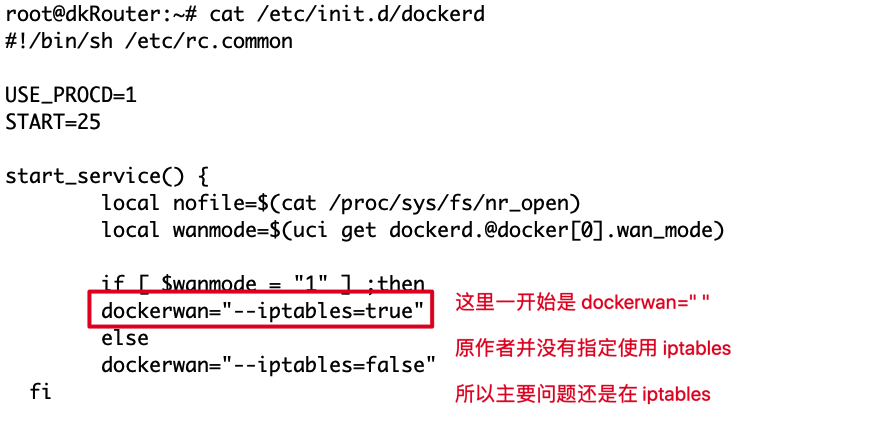 root@dkRouter:~# cat /etc/init.d/dockerd
#!/bin/sh /etc/rc.common
USE_PROCD=1
START=25
start_service() {
local nofile=$(cat /proc/sys/fs/nr_open)
local wanmode=$(uci get dockerd.@docker[0].wan_mode)
if [ $wanmode = "1" ] ;then
dockerwan="--iptables=true"
这里一开始是 dockerwan=" "
else
原作者并没有指定使用 iptables
dockerwan="--iptables=false"
fi
所以主要问题还是在 iptables